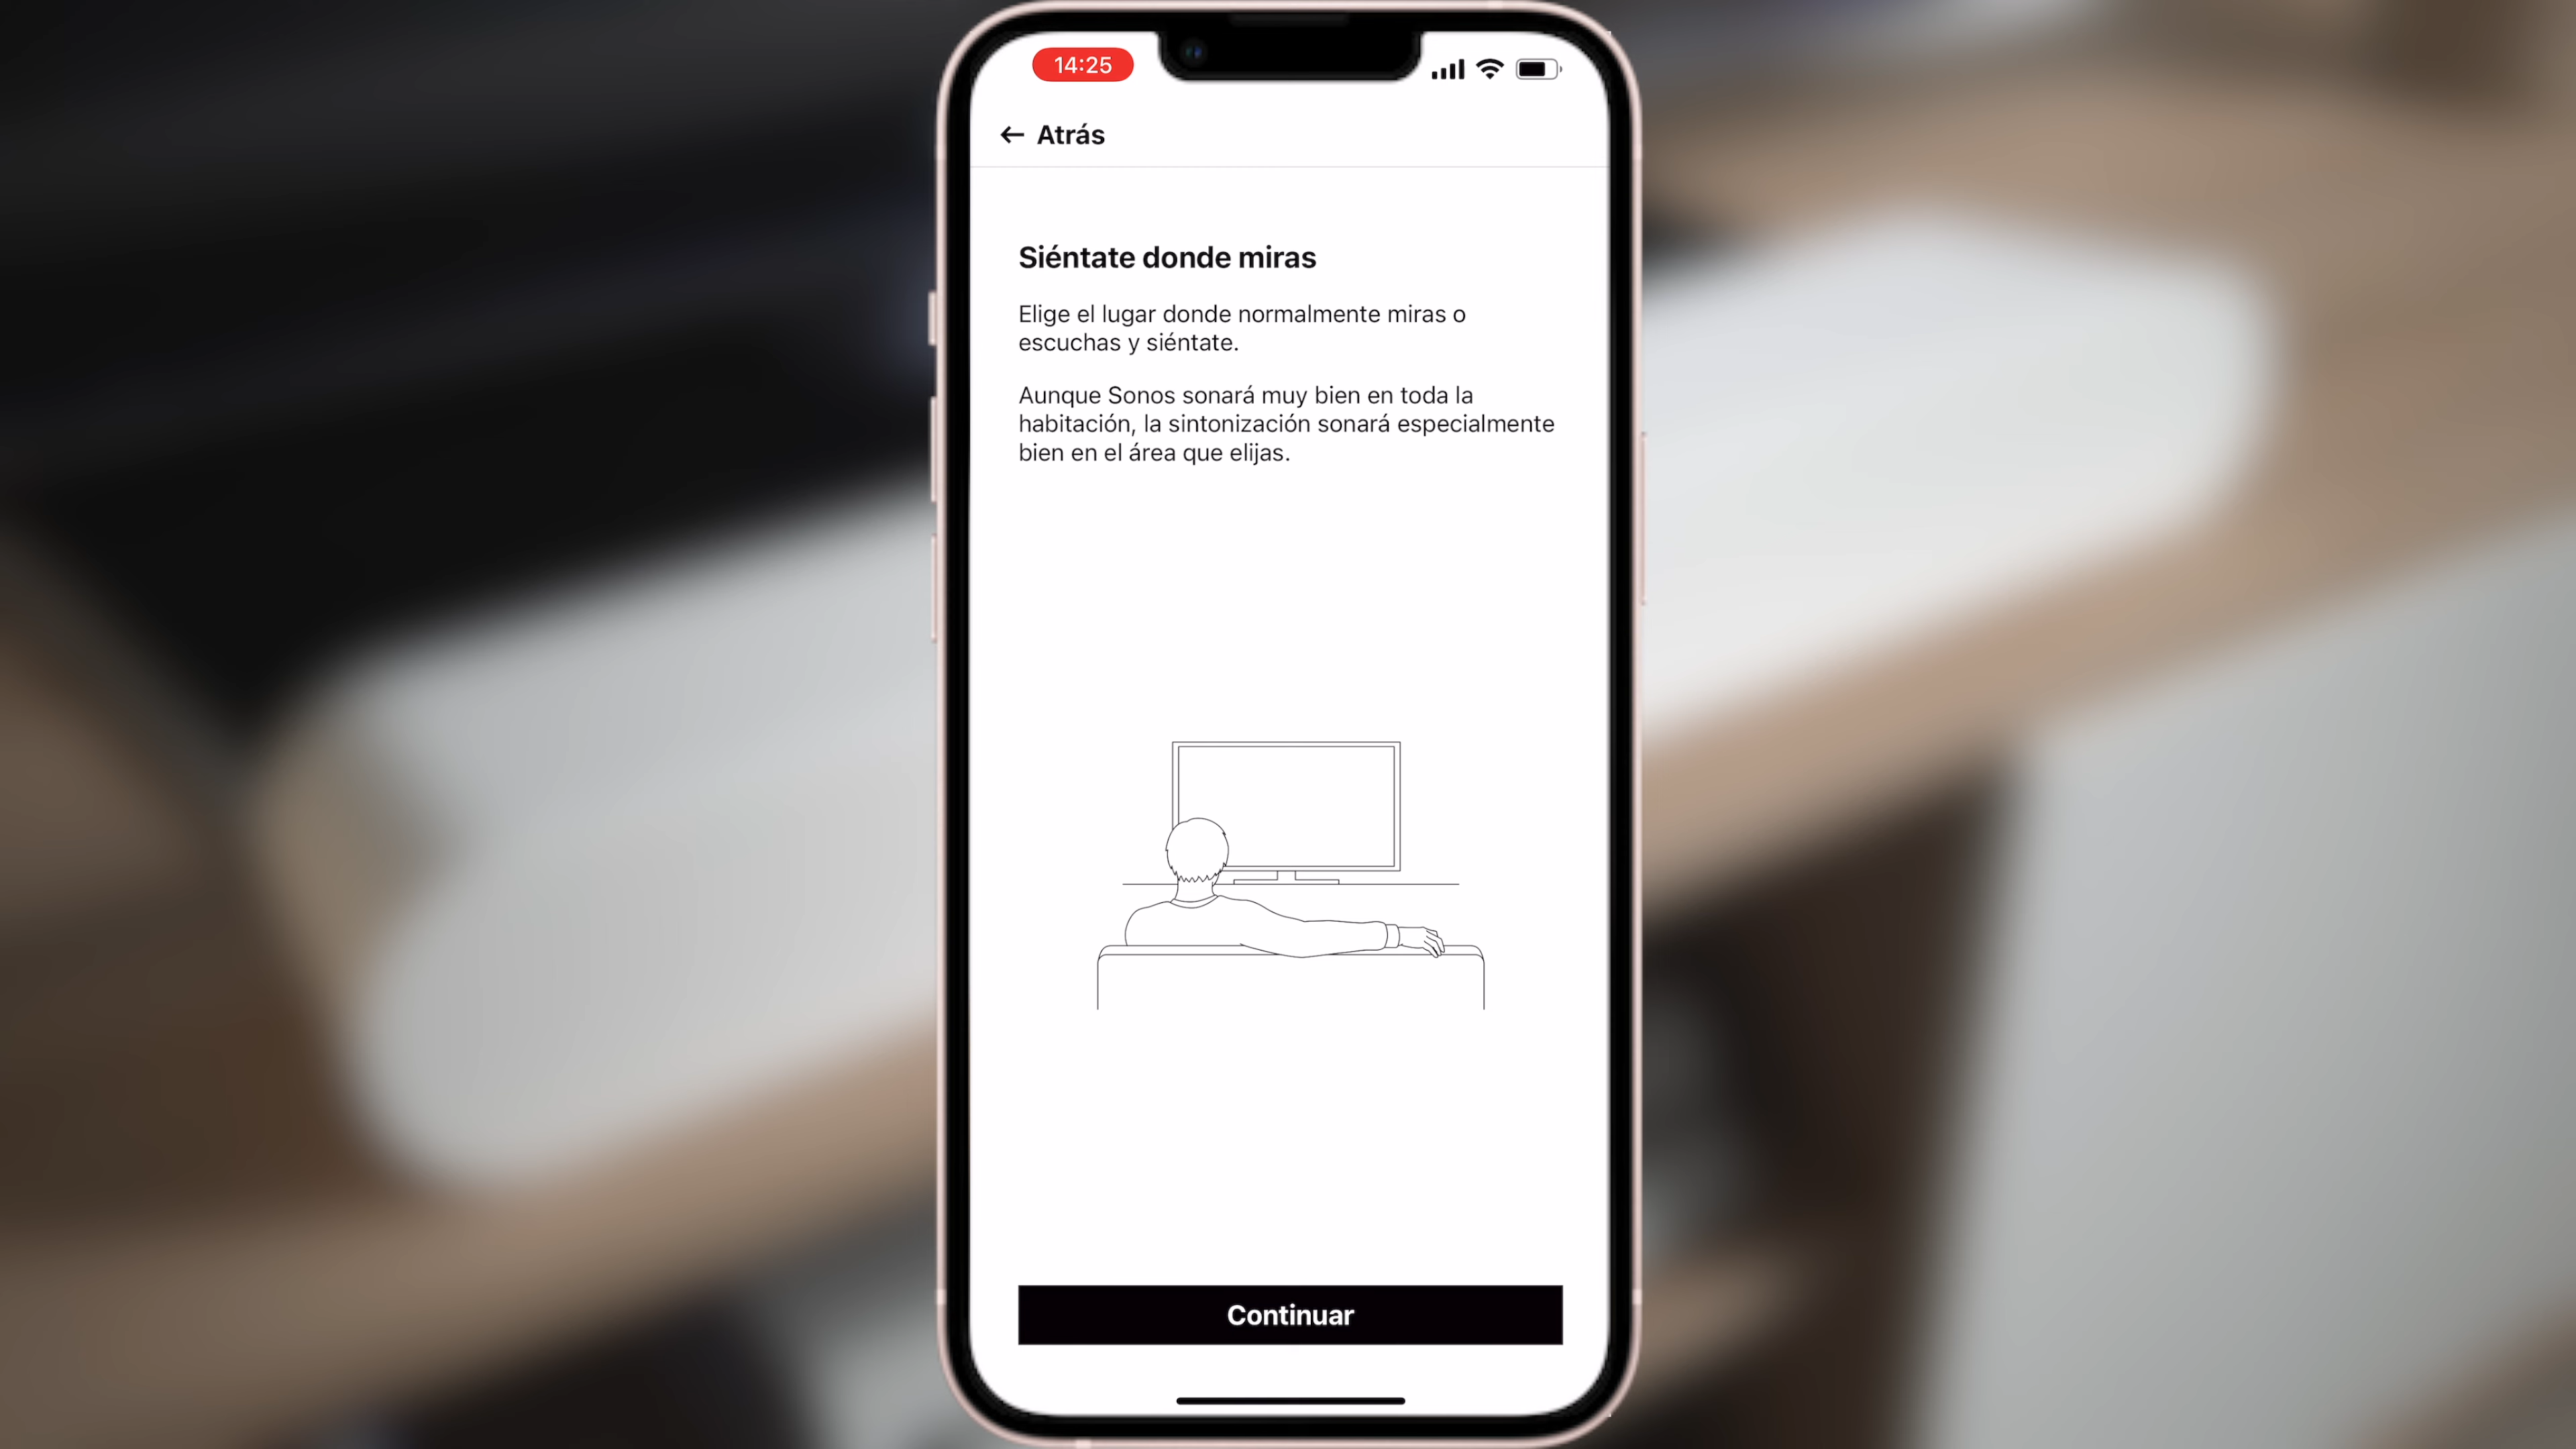 14:25
← Atrás
Siéntate donde miras
Elige el lugar donde normalmente miras o
escuchas y siéntate.
Aunque Sonos sonará muy bien en toda la
habitación, la sintonización sonará especialmente
bien en el área que elijas.
Continuar